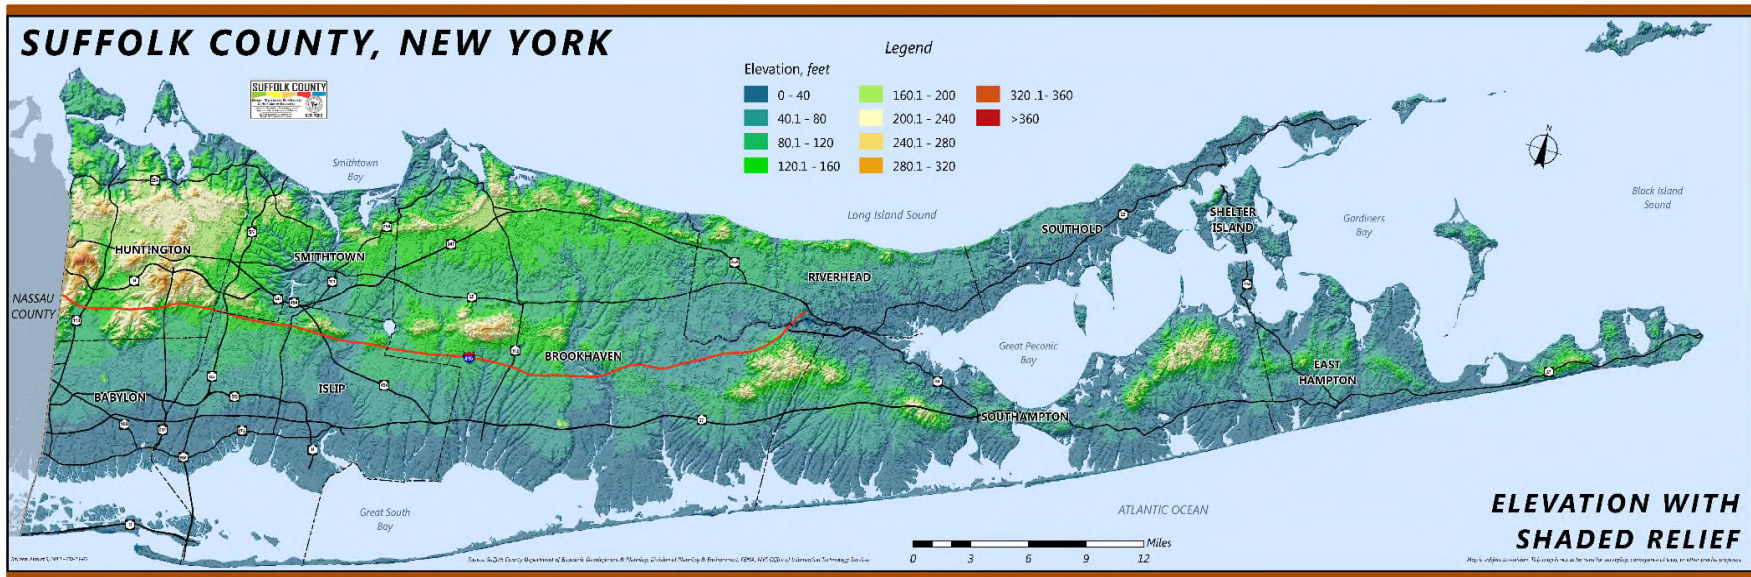 SUFFOLK COUNTY, NEW YORK
SUFFOLK COUNTY
Legend
Elevation, feet
0 - 40
40.1 - 80
80.1 - 120
120.1 - 160
160.1 - 200
200.1 - 240
240.1 - 280
280.1 - 320
320 .1- 360
>360
N
Smithtown
Bay
Long Island Sound
Block Island
Sound
Gardiners
Bay
SHELTER
ISLAND
SOUTHOLD
HUNTINGTON
SMITHTOWN
RIVERHEAD
NASSAU
COUNTY
BROOKHAVEN
Great Peconic
Bay
EAST
HAMPTON
BABYLON
ISLIP
SOUTHAMPTON
Great South
Bay
ATLANTIC OCEAN
ELEVATION WITH
SHADED RELIEF
Miles
0 3 6 9 12